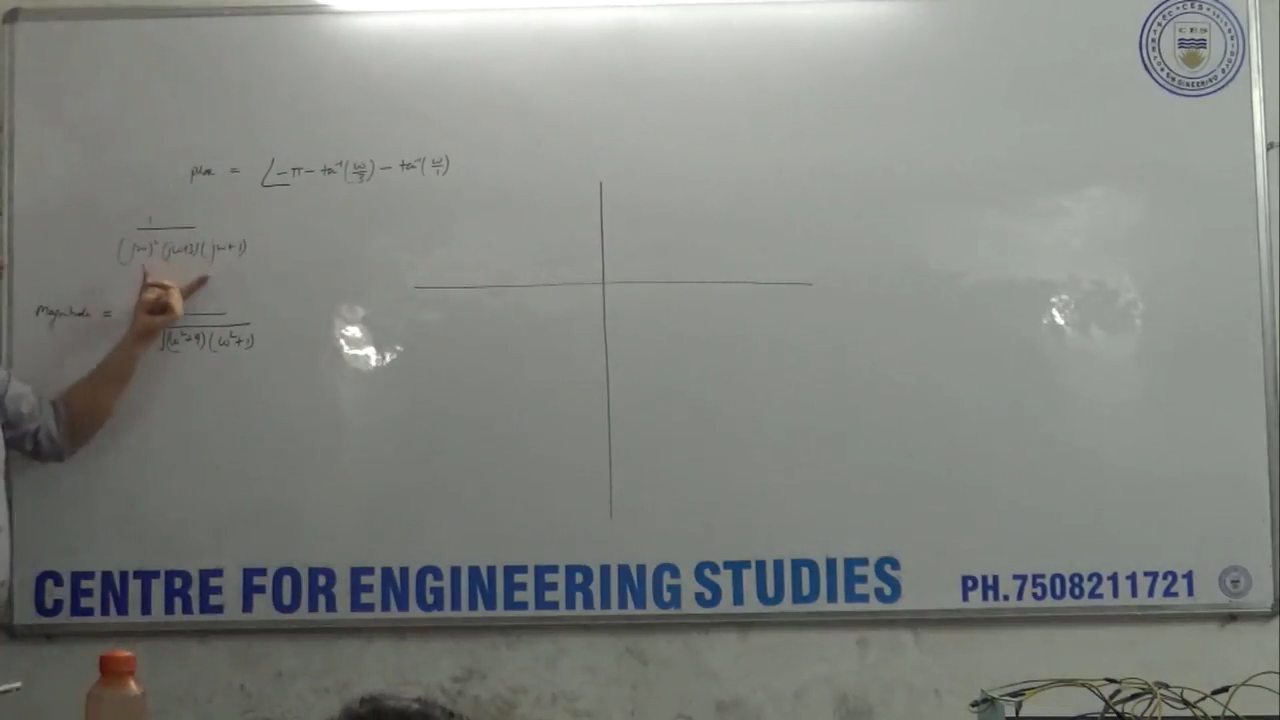 CES
phase = ∠-π - tan⁻¹(ω/3) - tan⁻¹(ω/1)
1
(jω)² (jω+3) (jω+1)
Magnitude =
√(ω²+9) (ω²+1)
CENTRE FOR ENGINEERING STUDIES
PH.7508211721